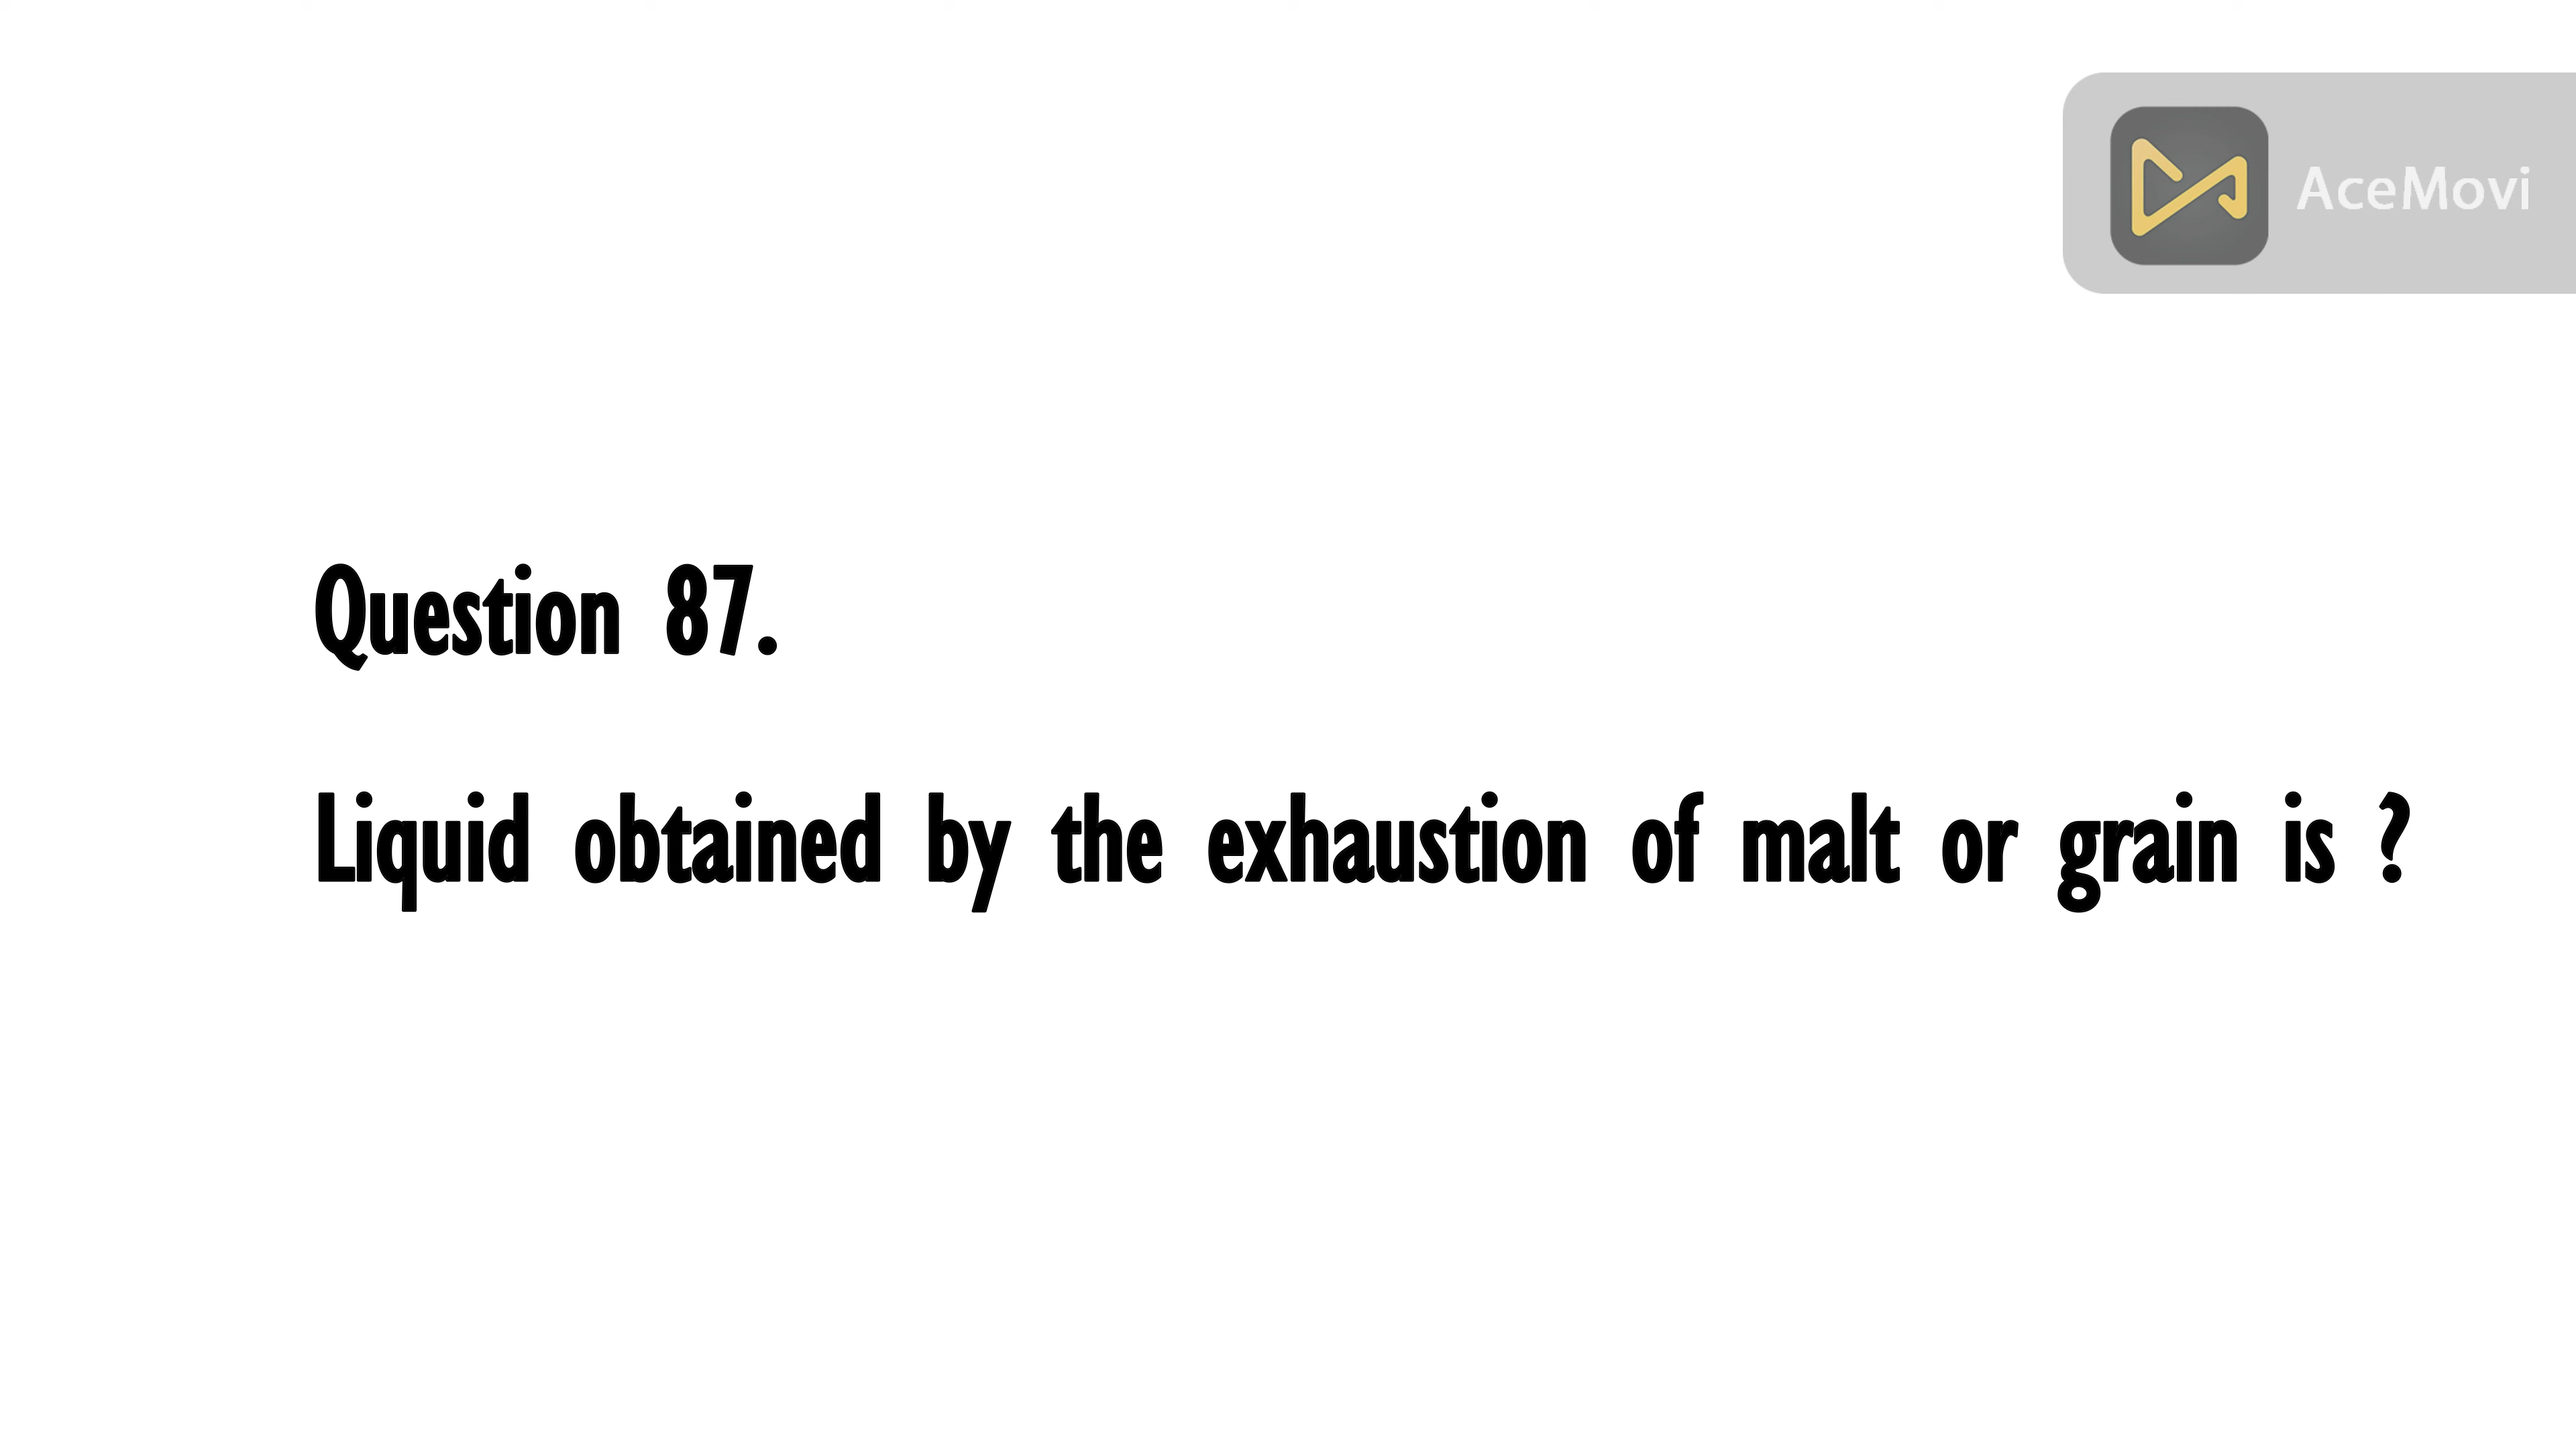 AceMovi
Question 87.
Liquid obtained by the exhaustion of malt or grain is ?